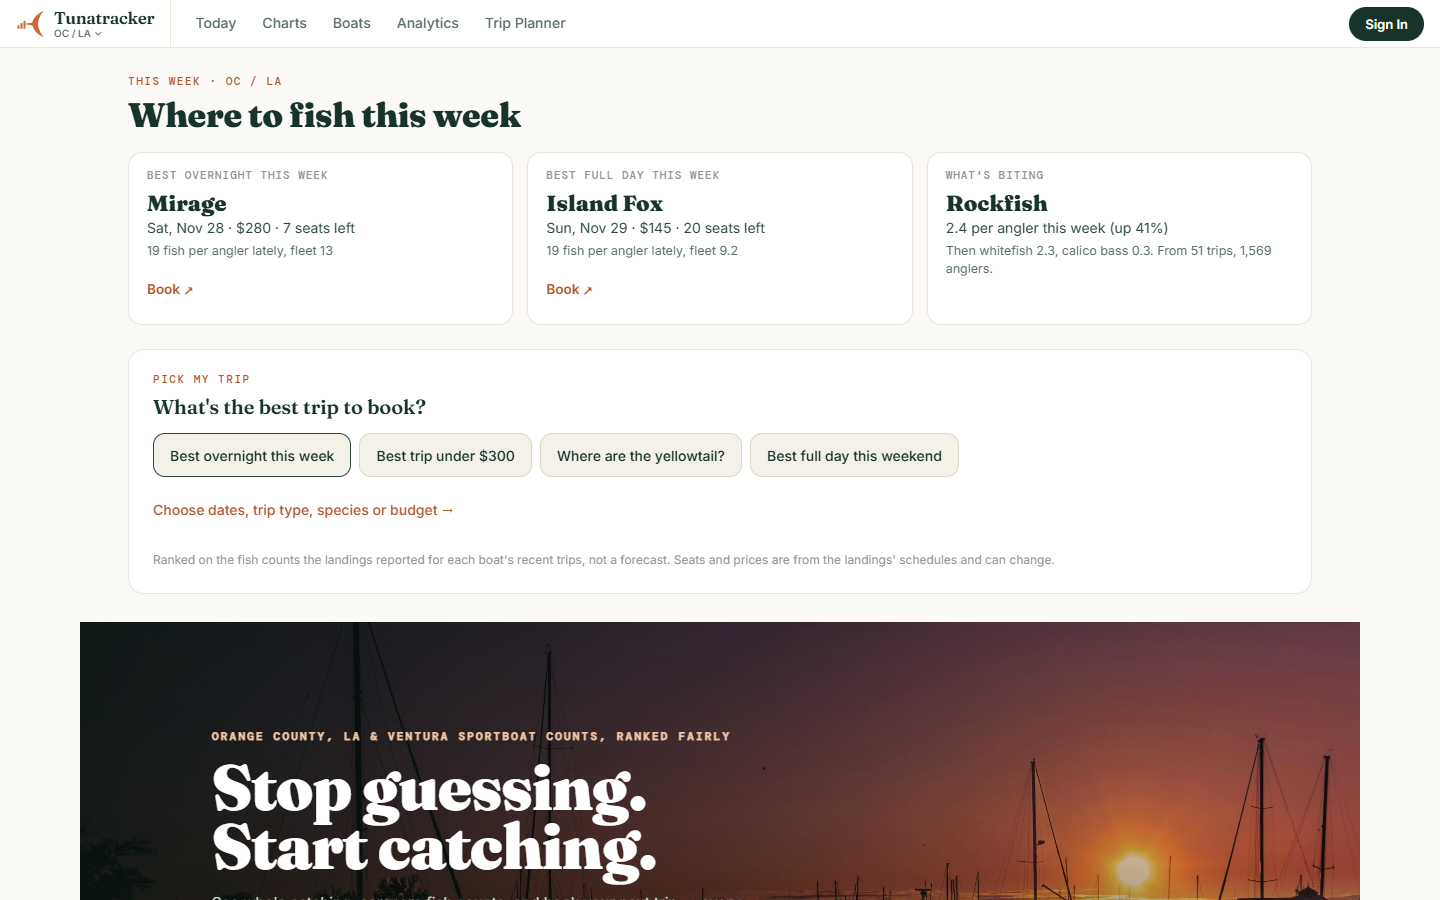 Tunatracker
OC / LA
Today
Charts
Boats
Analytics
Trip Planner
Sign In
THIS WEEK · OC / LA
Where to fish this week
BEST OVERNIGHT THIS WEEK
Mirage
Sat, Nov 28 · $280 · 7 seats left
19 fish per angler lately, fleet 13
Book ↗
BEST FULL DAY THIS WEEK
Island Fox
Sun, Nov 29 · $145 · 20 seats left
19 fish per angler lately, fleet 9.2
Book ↗
WHAT'S BITING
Rockfish
2.4 per angler this week (up 41%)
Then whitefish 2.3, calico bass 0.3. From 51 trips, 1,569
anglers.
PICK MY TRIP
What's the best trip to book?
Best overnight this week
Best trip under $300
Where are the yellowtail?
Best full day this weekend
Choose dates, trip type, species or budget →
Ranked on the fish counts the landings reported for each boat's recent trips, not a forecast. Seats and prices are from the landings' schedules and can change.
ORANGE COUNTY, LA & VENTURA SPORTBOAT COUNTS, RANKED FAIRLY
Stop guessing.
Start catching.